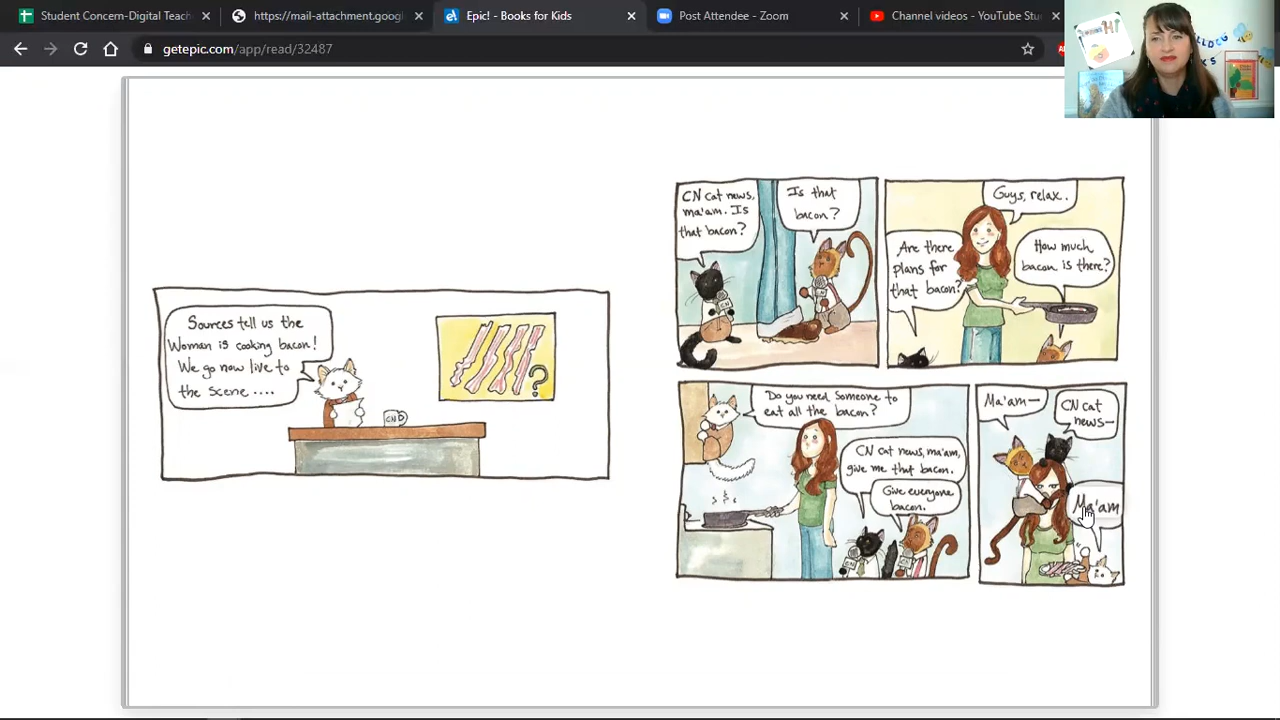 Student Concern-Digital Teach
https://mail-attachment.googl
Epic! - Books for Kids
Post Attendee - Zoom
Channel videos - YouTube Stu
getepic.com/app/read/32487
Sources tell us the
Woman is cooking bacon!
We go now live to
the scene....
CN
?
CN cat news,
ma'am. Is
that bacon?
Is that
bacon?
Guys, relax..
Are there
plans for
that bacon?
How much
bacon is there?
Do you need someone to
eat all the bacon?
CN cat news, ma'am,
give me that bacon.
Give everyone
bacon.
Ma'am—
CN cat
news—
Ma'am